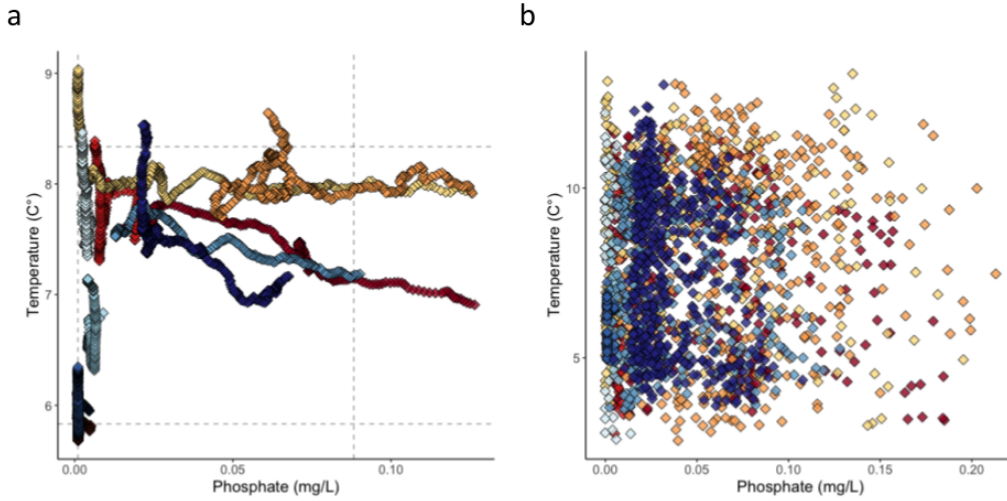 a
b
9
8
7
6
Temperature (C°)
0.00
0.05
0.10
Phosphate (mg/L)
10
5
Temperature (C°)
0.00
0.05
0.10
0.15
0.20
Phosphate (mg/L)